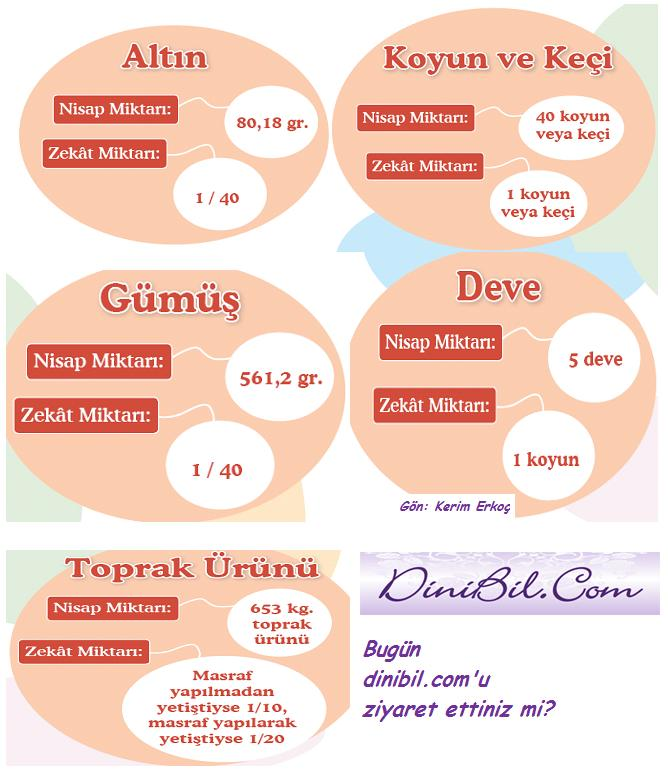 Altın
Nisap Miktarı:
80,18 gr.
Zekât Miktarı:
1 / 40
Koyun ve Keçi
Nisap Miktarı:
40 koyun
veya keçi
Zekât Miktarı:
1 koyun
veya keçi
Gümüş
Nisap Miktarı:
561,2 gr.
Zekât Miktarı:
1 / 40
Deve
Nisap Miktarı:
5 deve
Zekât Miktarı:
1 koyun
Gön: Kerim Erkoç
Toprak Ürünü
Nisap Miktarı:
653 kg.
toprak
ürünü
Zekât Miktarı:
Masraf
yapılmadan
yetiştiyse 1/10,
masraf yapılarak
yetiştiyse 1/20
DiniBil.Com
Bugün
dinibil.com'u
ziyaret ettiniz mi?